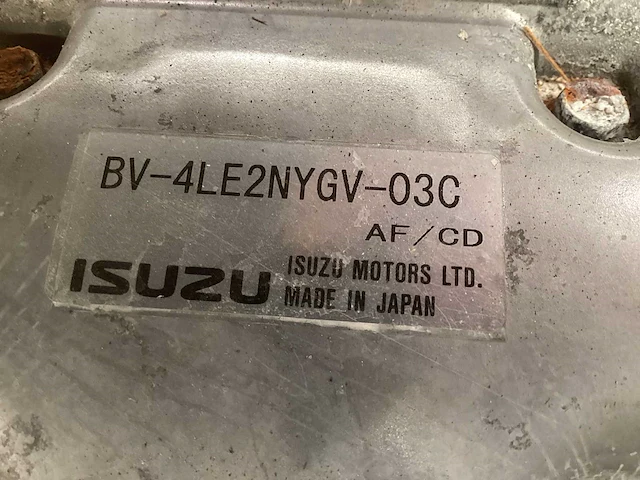 BV-4LE2NYGV-03C
AF/CD
ISUZU
ISUZU MOTORS LTD.
MADE IN JAPAN